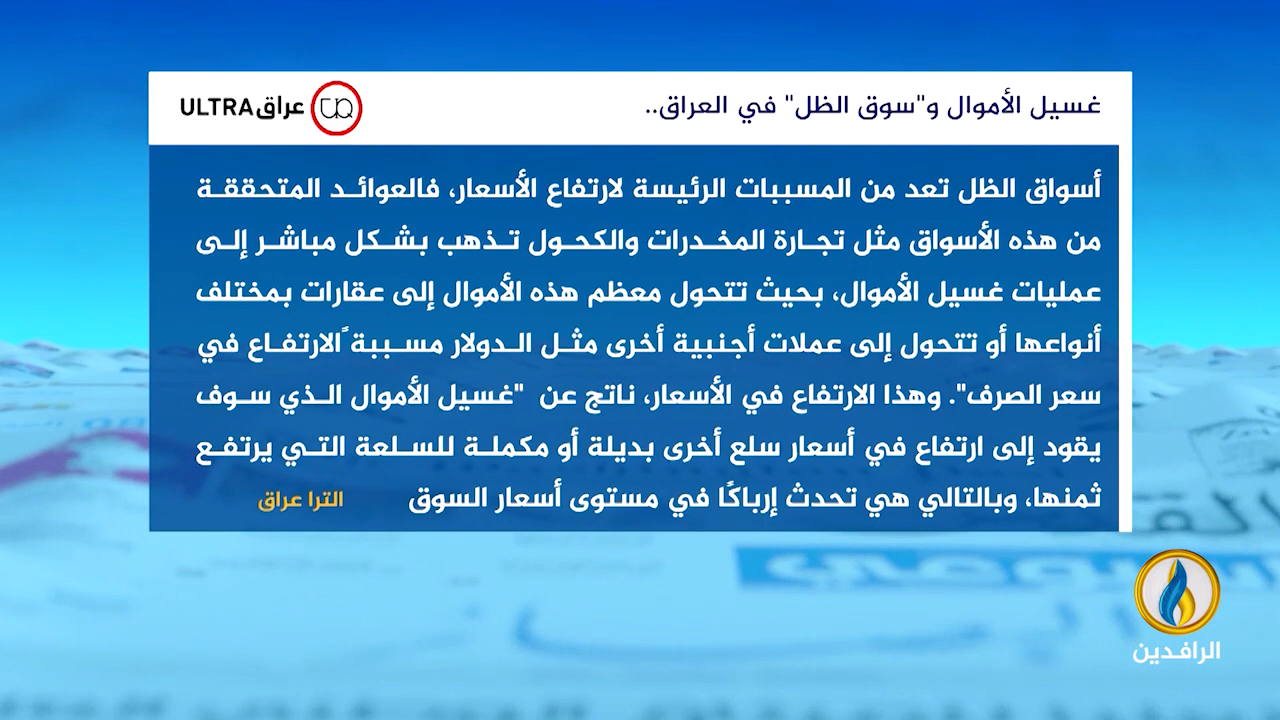 غسيل الأموال و"سوق الظل" في العراق..
ULTRA عراق
أسواق الظل تعد من المسببات الرئيسة لارتفاع الأسعار، فالعوائد المتحققة
من هذه الأسواق مثل تجارة المخدرات والكحول تذهب بشكل مباشر إلى
عمليات غسيل الأموال، بحيث تتحول معظم هذه الأموال إلى عقارات بمختلف
أنواعها أو تتحول إلى عملات أجنبية أخرى مثل الدولار مسببة ًالارتفاع في
سعر الصرف". وهذا الارتفاع في الأسعار، ناتج عن "غسيل الأموال الذي سوف
يقود إلى ارتفاع في أسعار سلع أخرى بديلة أو مكملة للسلعة التي يرتفع
ثمنها، وبالتالي هي تحدث إرباكًا في مستوى أسعار السوق
الترا عراق
الرافدين